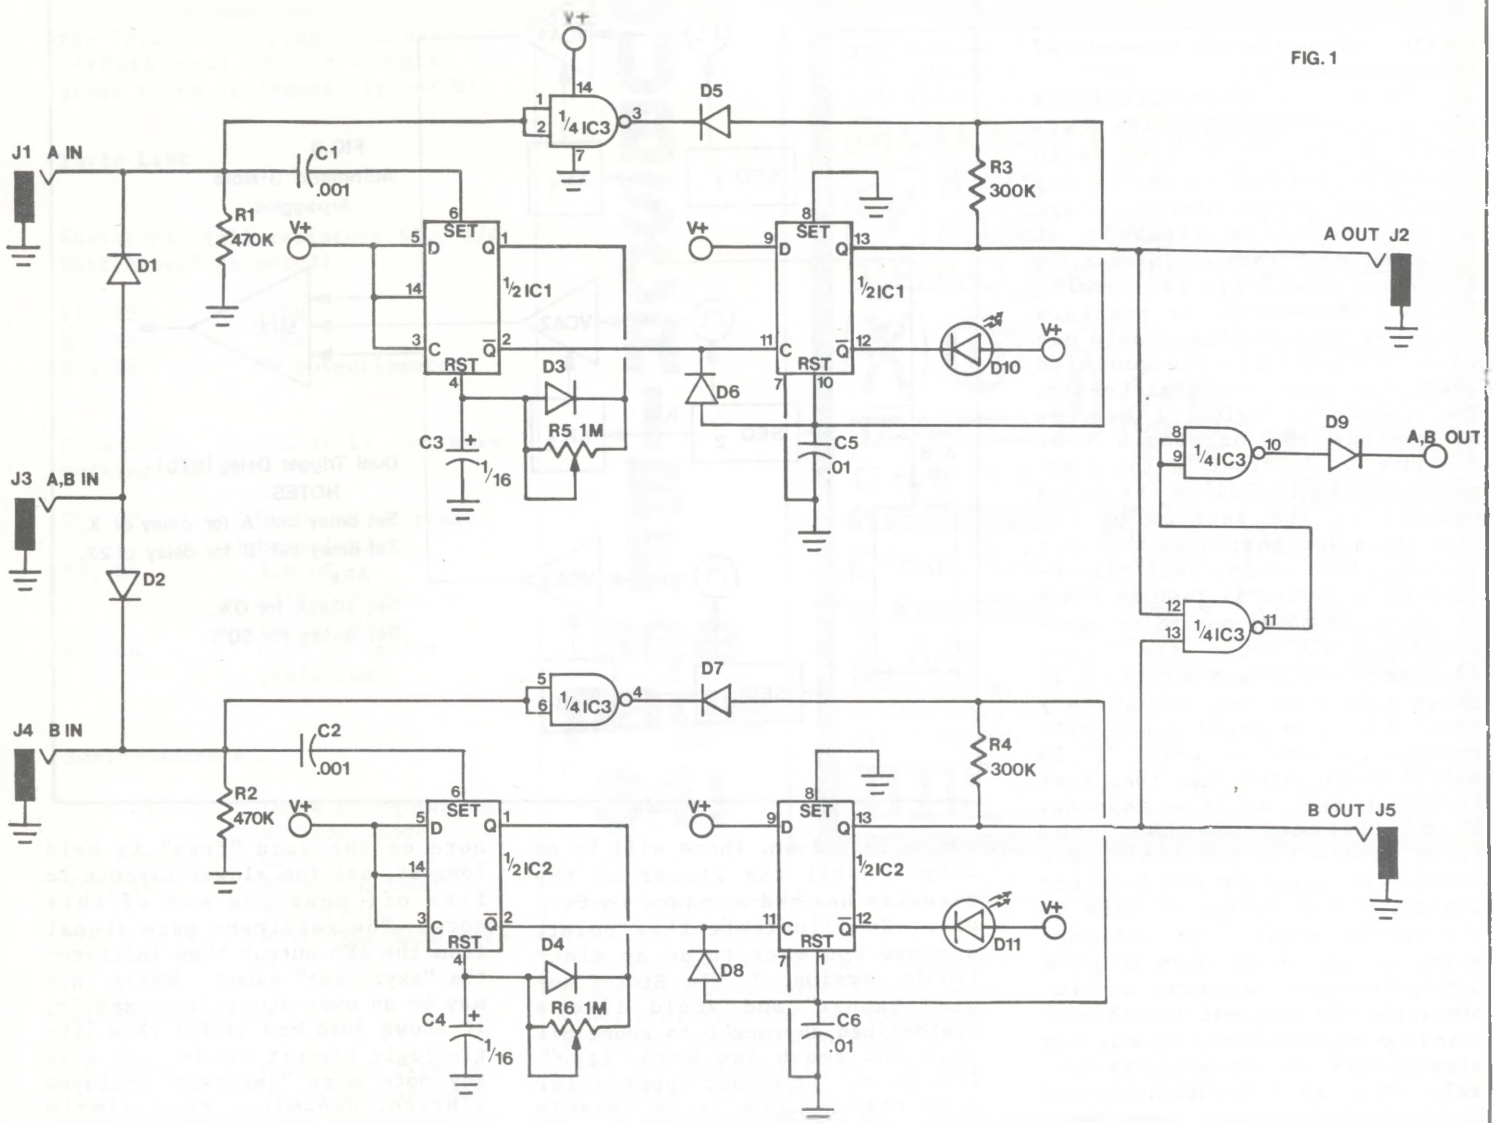 FIG. 1
V+
14
1
2
1/4 IC3
3
7
D5
J1 A IN
C1
.001
R1
470K
V+
D1
6
SET
5 D Q 1
14
1/2 IC1
3 C Q̅ 2
RST
4
D3
R5 1M
C3
+
1/16
R3
300K
8
SET
V+
9 D Q 13
1/2 IC1
11 C Q̅ 12
RST
7
10
D6
C5
.01
D10
V+
A OUT J2
8
9
1/4 IC3
10
D9
A,B OUT
12
13
1/4 IC3
11
J3 A,B IN
D2
5
6
1/4 IC3
4
D7
J4 B IN
C2
.001
R2
470K
V+
6
SET
5 D Q 1
14
1/2 IC2
3 C Q̅ 2
RST
4
D4
R6 1M
C4
+
1/16
R4
300K
8
SET
V+
9 D Q 13
1/2 IC2
11 C Q̅ 12
RST
1
D8
C6
.01
D11
V+
B OUT J5